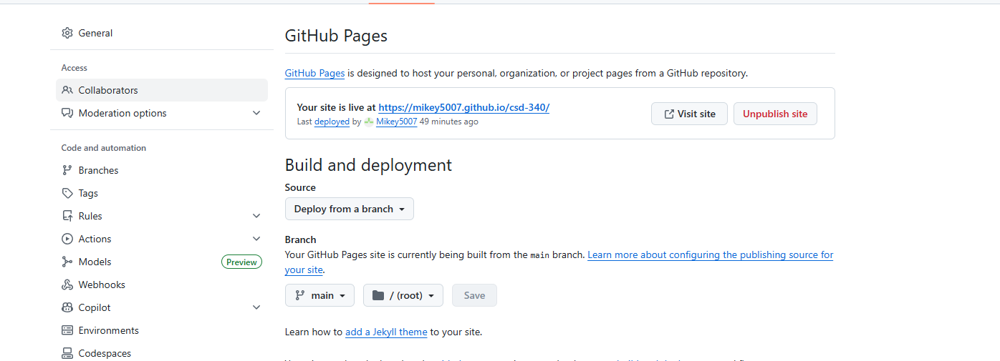 General
Access
Collaborators
Moderation options
Code and automation
Branches
Tags
Rules
Actions
Models Preview
Webhooks
Copilot
Environments
Codespaces
GitHub Pages
GitHub Pages is designed to host your personal, organization, or project pages from a GitHub repository.
Your site is live at https://mikey5007.github.io/csd-340/
Last deployed by Mikey5007 49 minutes ago
Visit site
Unpublish site
Build and deployment
Source
Deploy from a branch
Branch
Your GitHub Pages site is currently being built from the main branch. Learn more about configuring the publishing source for
your site.
main
/ (root)
Save
Learn how to add a Jekyll theme to your site.